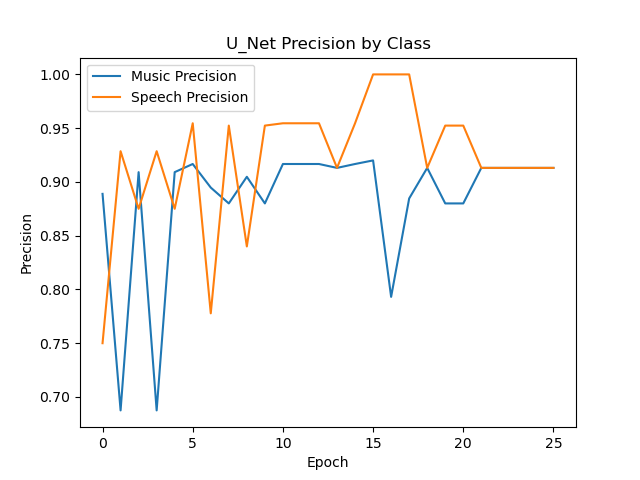 U_Net Precision by Class
Music Precision
Speech Precision
1.00
0.95
0.90
0.85
0.80
0.75
0.70
Precision
0 5 10 15 20 25
Epoch